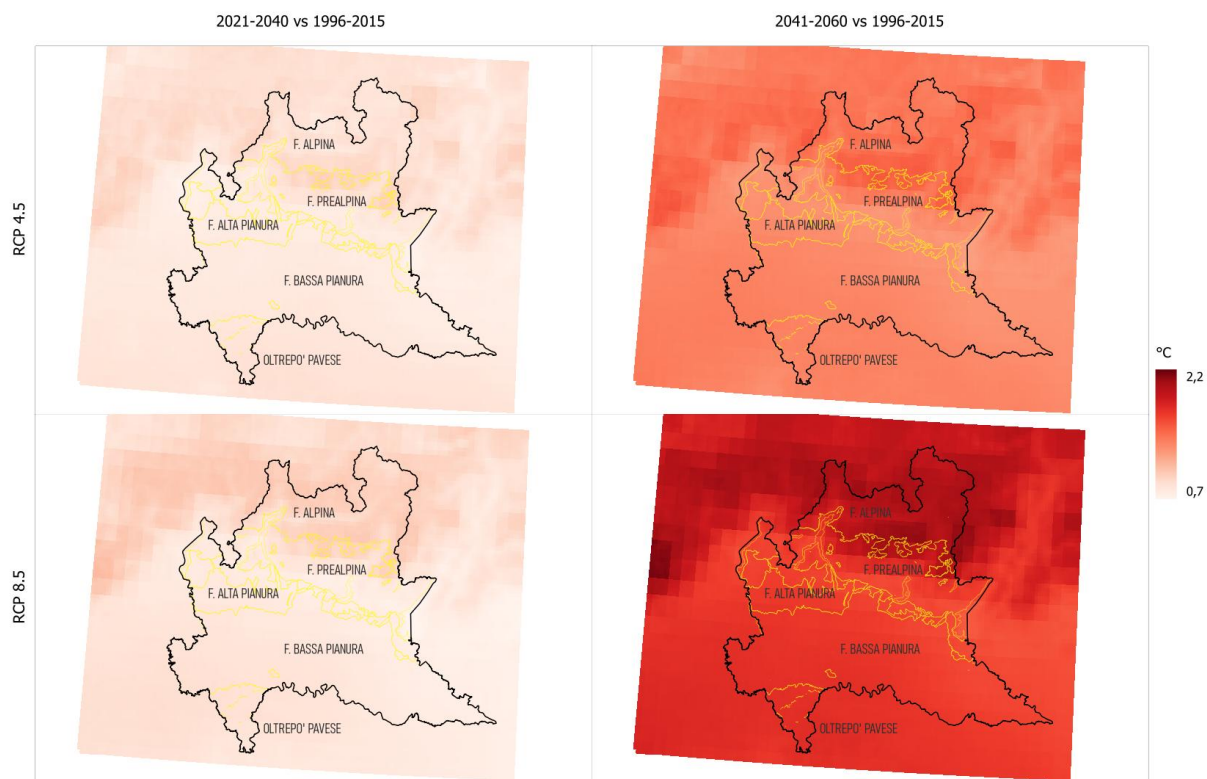 2021-2040 vs 1996-2015
2041-2060 vs 1996-2015
RCP 4.5
F. ALPINA
F. PREALPINA
F. ALTA PIANURA
F. BASSA PIANURA
OLTREPO' PAVESE
F. ALPINA
F. PREALPINA
F. ALTA PIANURA
F. BASSA PIANURA
OLTREPO' PAVESE
°C
2,2
0,7
RCP 8.5
F. ALPINA
F. PREALPINA
F. ALTA PIANURA
F. BASSA PIANURA
OLTREPO' PAVESE
F. ALPINA
F. PREALPINA
F. ALTA PIANURA
F. BASSA PIANURA
OLTREPO' PAVESE